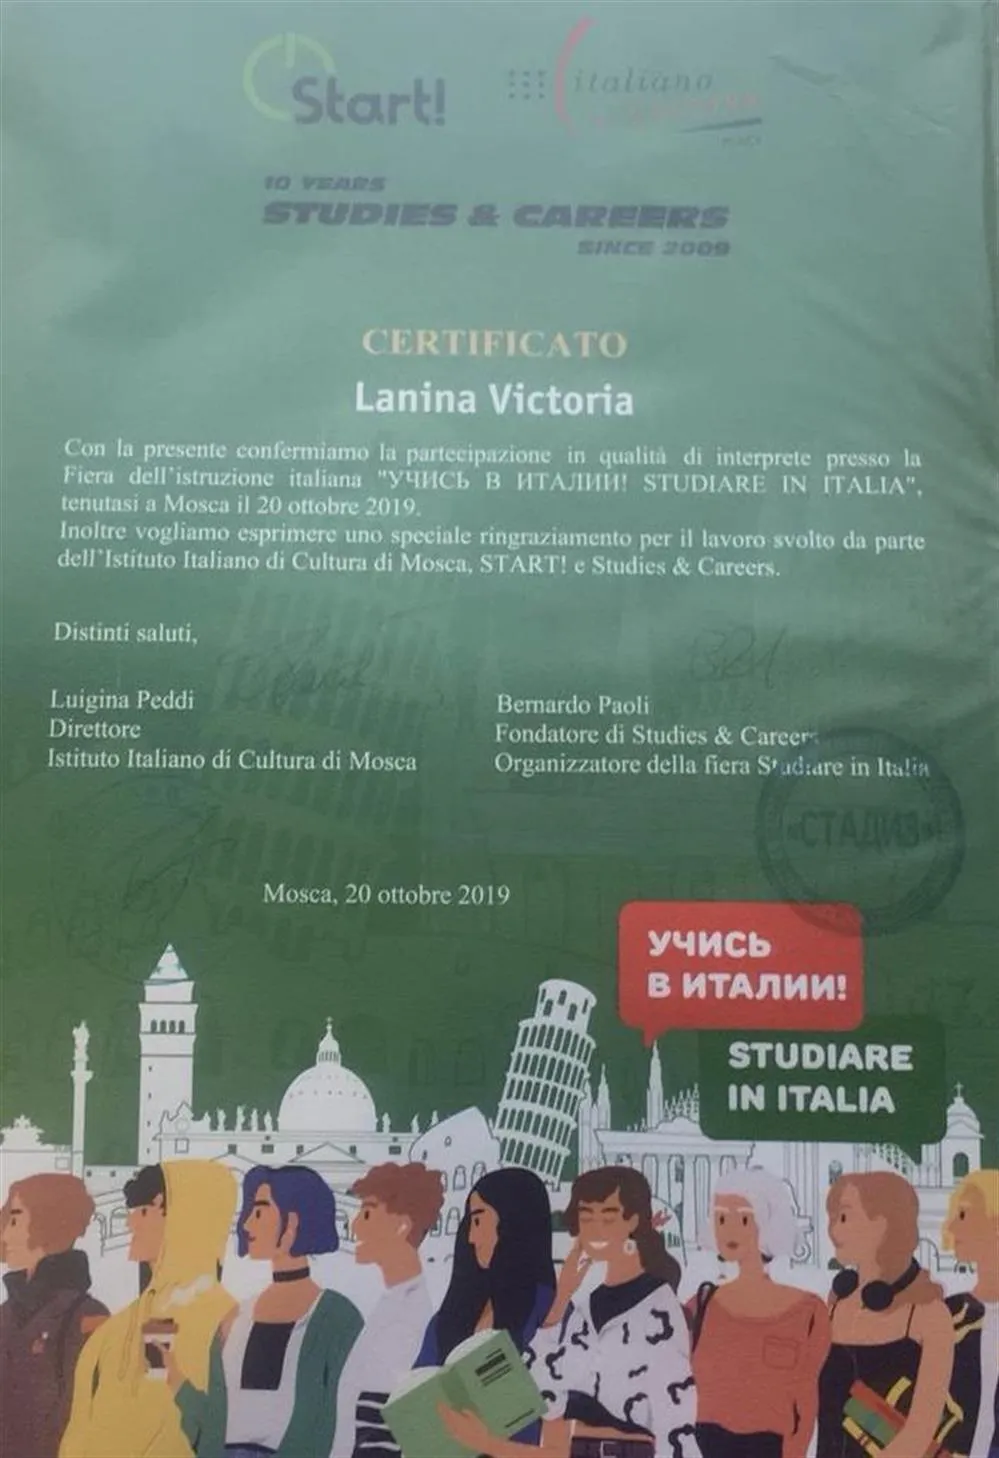 Start!
italiano
10 YEARS
STUDIES & CAREERS
SINCE 2009
CERTIFICATO
Lanina Victoria
Con la presente confermiamo la partecipazione in qualità di interprete presso la
Fiera dell'istruzione italiana "УЧИСЬ В ИТАЛИИ! STUDIARE IN ITALIA",
tenutasi a Mosca il 20 ottobre 2019.
Inoltre vogliamo esprimere uno speciale ringraziamento per il lavoro svolto da parte
dell'Istituto Italiano di Cultura di Mosca, START! e Studies & Careers.
Distinti saluti,
Luigina Peddi
Direttore
Istituto Italiano di Cultura di Mosca
Bernardo Paoli
Fondatore di Studies & Careers
Organizzatore della fiera Studiare in Italia
«СТАДИЗ»
Mosca, 20 ottobre 2019
УЧИСЬ
В ИТАЛИИ!
STUDIARE
IN ITALIA